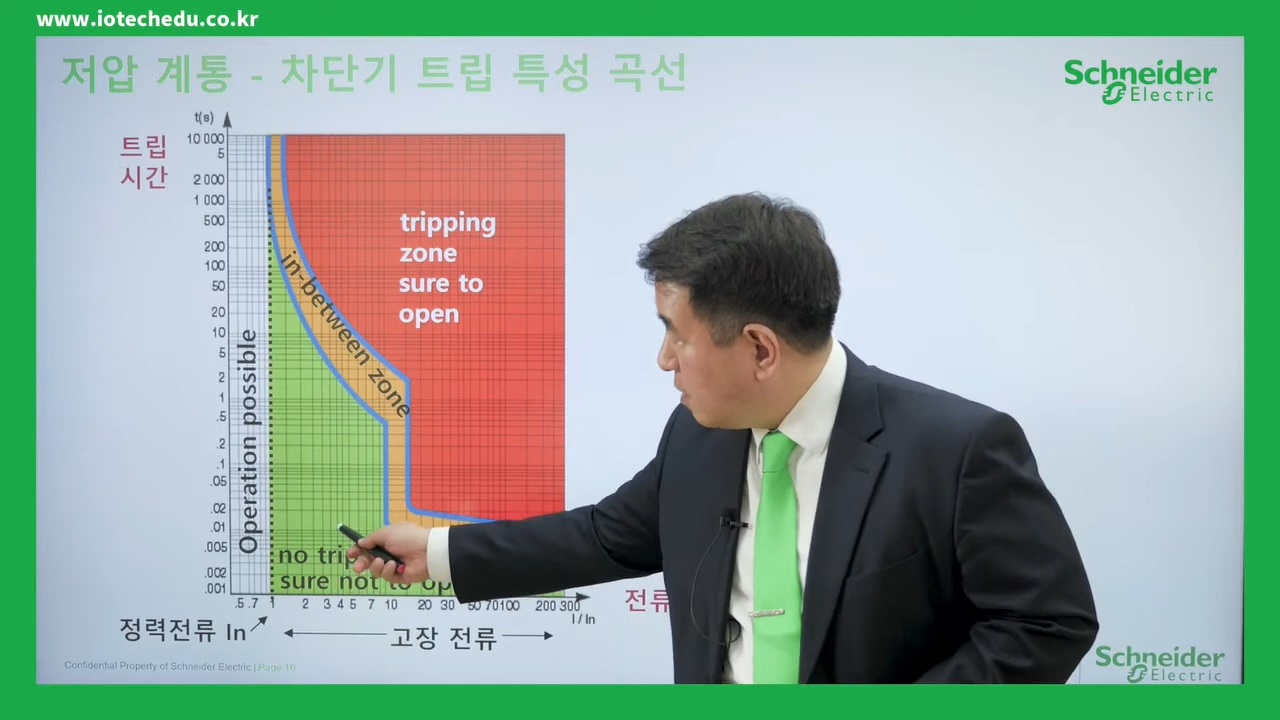 www.iotechedu.co.kr
저압 계통 - 차단기 트립 특성 곡선
Schneider
Electric
t(s)
트립
시간
10 000
5
2 000
1 000
500
200
100
50
20
10
5
2
1
.5
.2
.1
.05
.02
.01
.005
.002
.001
Operation possible
in-between zone
tripping
zone
sure to
open
no trip
sure not to op
.5 .7 1 2 3 4 5 7 10 20 30 50 70 100 200 300
I / In
전류
정력전류 In
고장 전류
Confidential Property of Schneider Electric | Page 16
Schneider
Electric